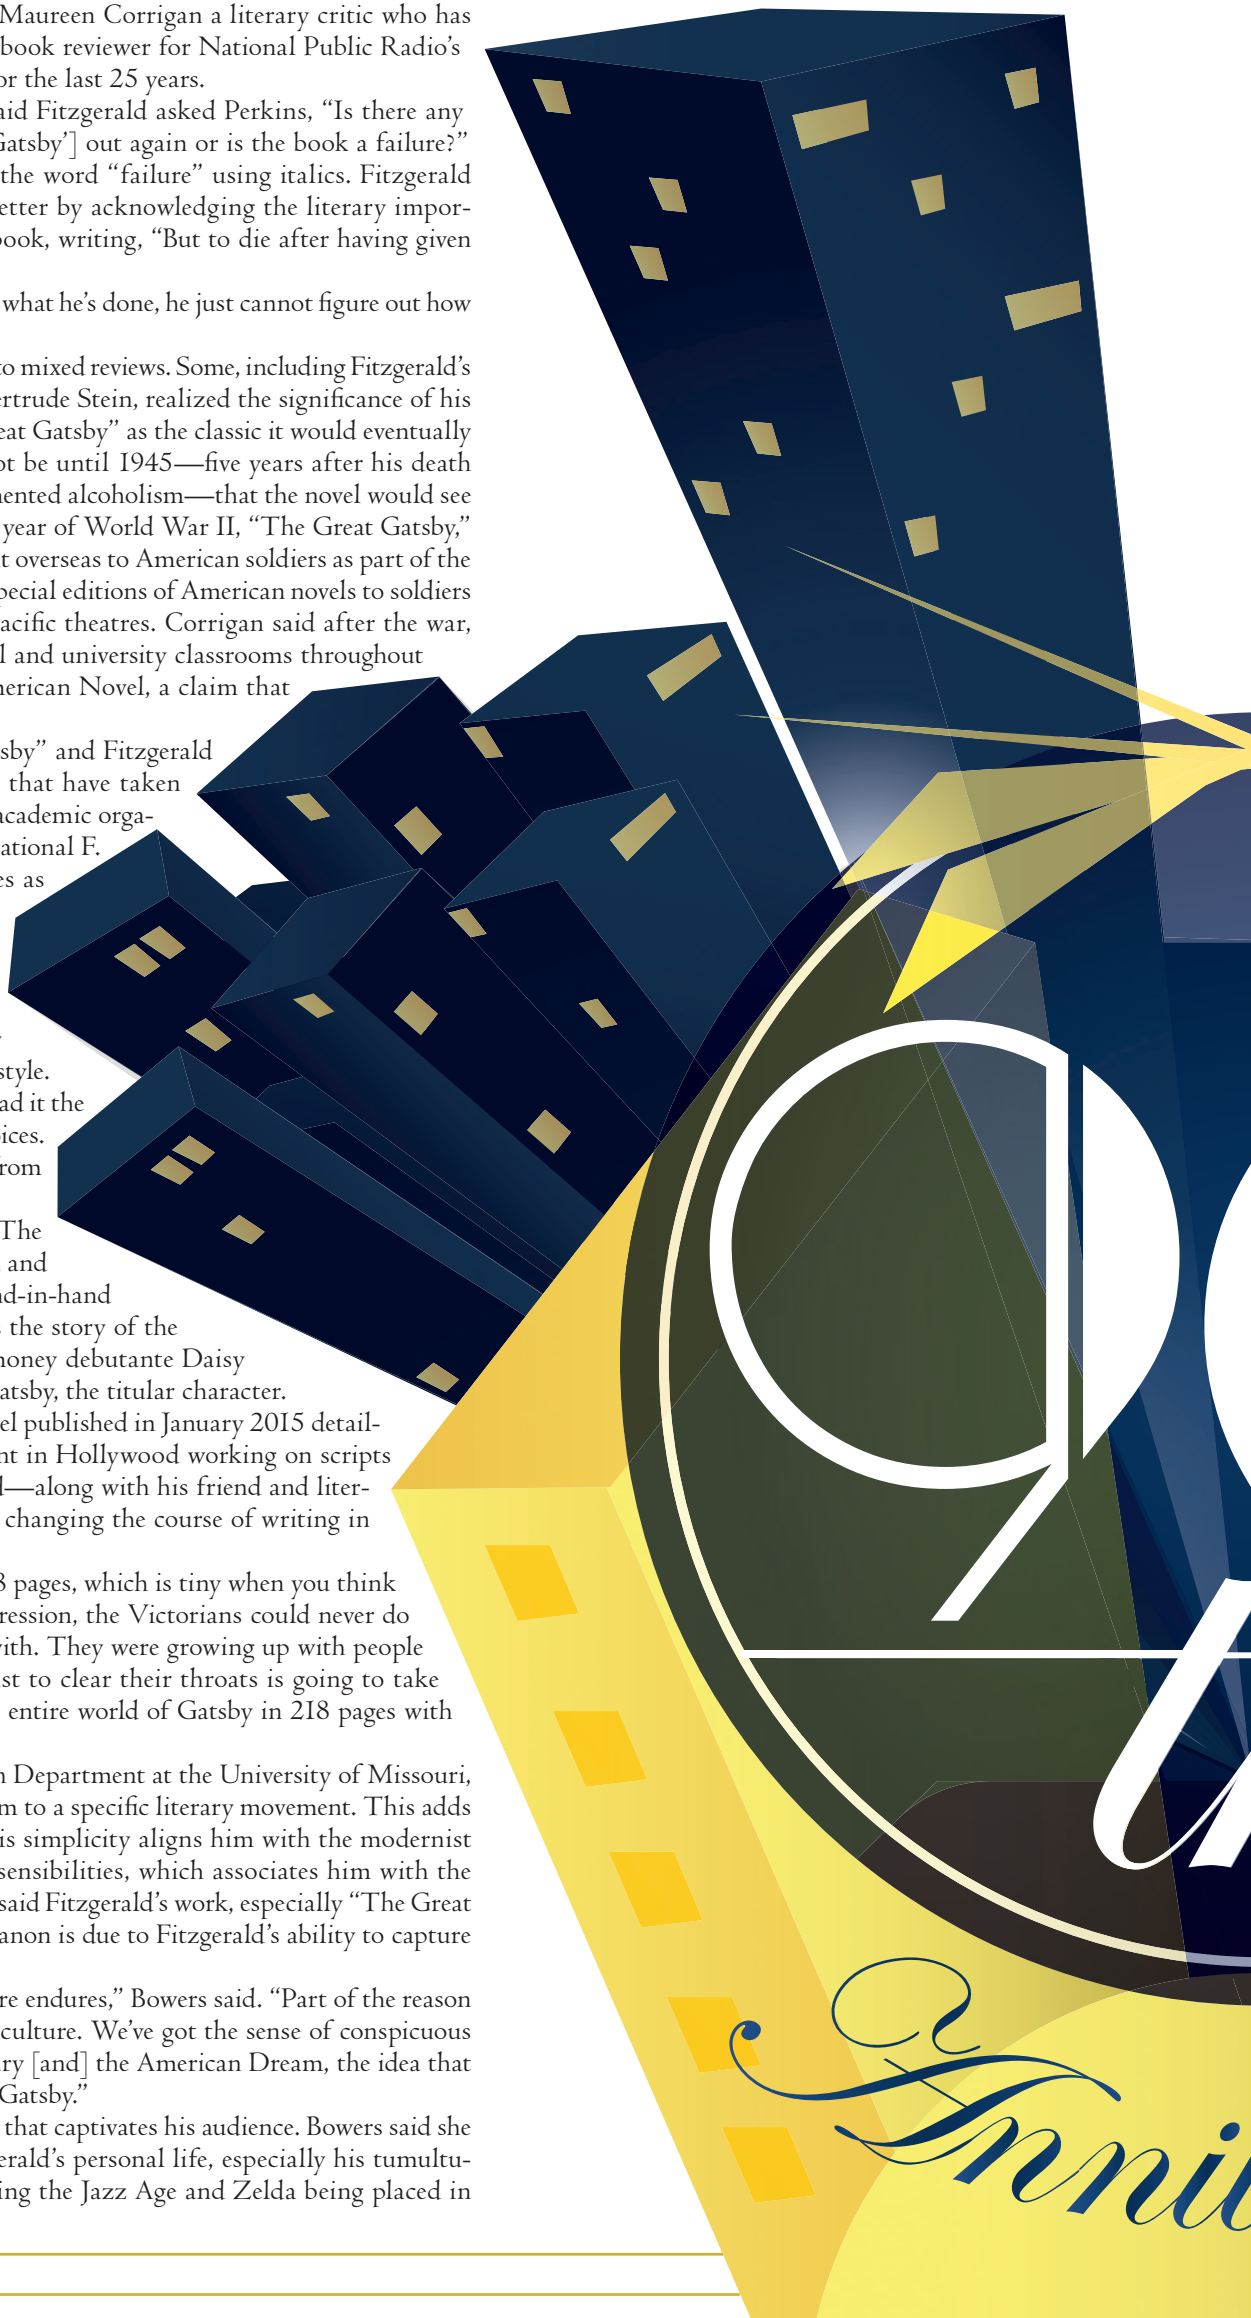 Maureen Corrigan a literary critic who has
book reviewer for National Public Radio’s
or the last 25 years.
aid Fitzgerald asked Perkins, “Is there any
Gatsby’] out again or is the book a failure?”
the word “failure” using italics. Fitzgerald
etter by acknowledging the literary impor-
book, writing, “But to die after having given
what he’s done, he just cannot figure out how
to mixed reviews. Some, including Fitzgerald’s
ertrude Stein, realized the significance of his
eat Gatsby” as the classic it would eventually
ot be until 1945—five years after his death
mented alcoholism—that the novel would see
year of World War II, “The Great Gatsby,”
t overseas to American soldiers as part of the
pecial editions of American novels to soldiers
acific theatres. Corrigan said after the war,
l and university classrooms throughout
merican Novel, a claim that
sby” and Fitzgerald
that have taken
academic orga-
ational F.
es as
style.
ad it the
oices.
from
The
and
nd-in-hand
s the story of the
money debutante Daisy
atsby, the titular character.
el published in January 2015 detail-
nt in Hollywood working on scripts
d—along with his friend and liter-
changing the course of writing in
8 pages, which is tiny when you think
ression, the Victorians could never do
with. They were growing up with people
st to clear their throats is going to take
entire world of Gatsby in 218 pages with
n Department at the University of Missouri,
m to a specific literary movement. This adds
is simplicity aligns him with the modernist
sensibilities, which associates him with the
said Fitzgerald’s work, especially “The Great
anon is due to Fitzgerald’s ability to capture
re endures,” Bowers said. “Part of the reason
culture. We’ve got the sense of conspicuous
ry [and] the American Dream, the idea that
Gatsby.”
that captivates his audience. Bowers said she
erald’s personal life, especially his tumultu-
ing the Jazz Age and Zelda being placed in
9
Anni